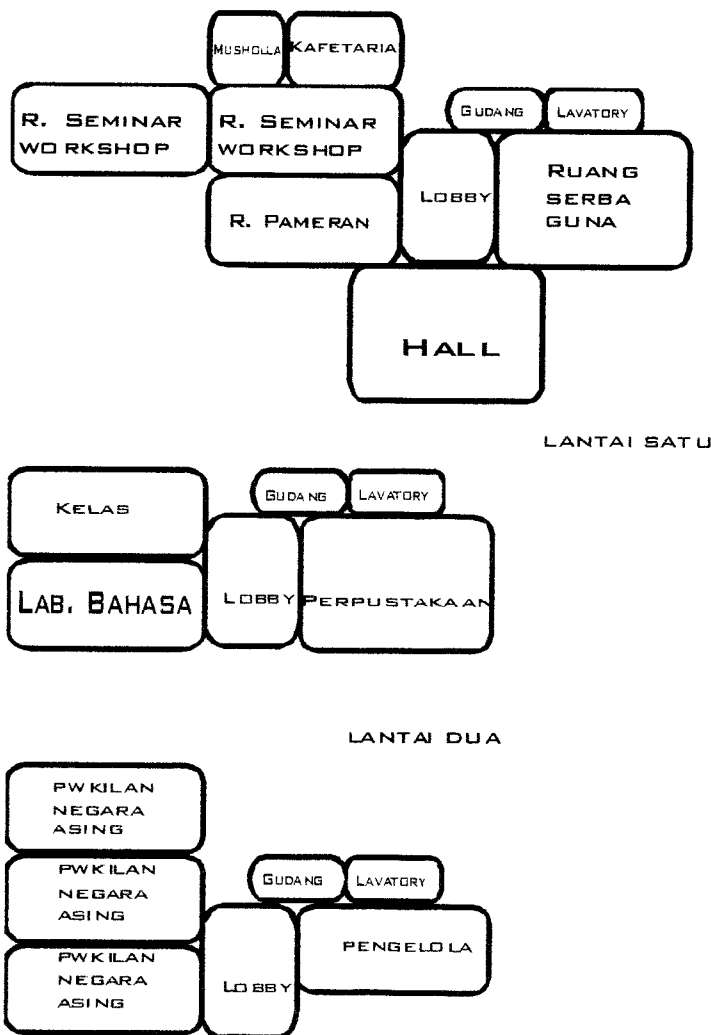 MUSHOLLA KAFETARIA
GUDANG LAVATORY
R. SEMINAR
WORKSHOP
R. SEMINAR
WORKSHOP
LOBBY
RUANG
SERBA
GUNA
R. PAMERAN
HALL
LANTAI SATU
KELAS
GUDANG LAVATORY
LAB. BAHASA
LOBBY
PERPUSTAKAAN
LANTAI DUA
PWKILAN
NEGARA
ASING
PWKILAN
NEGARA
ASING
GUDANG LAVATORY
PWKILAN
NEGARA
ASING
LOBBY
PENGELOLA